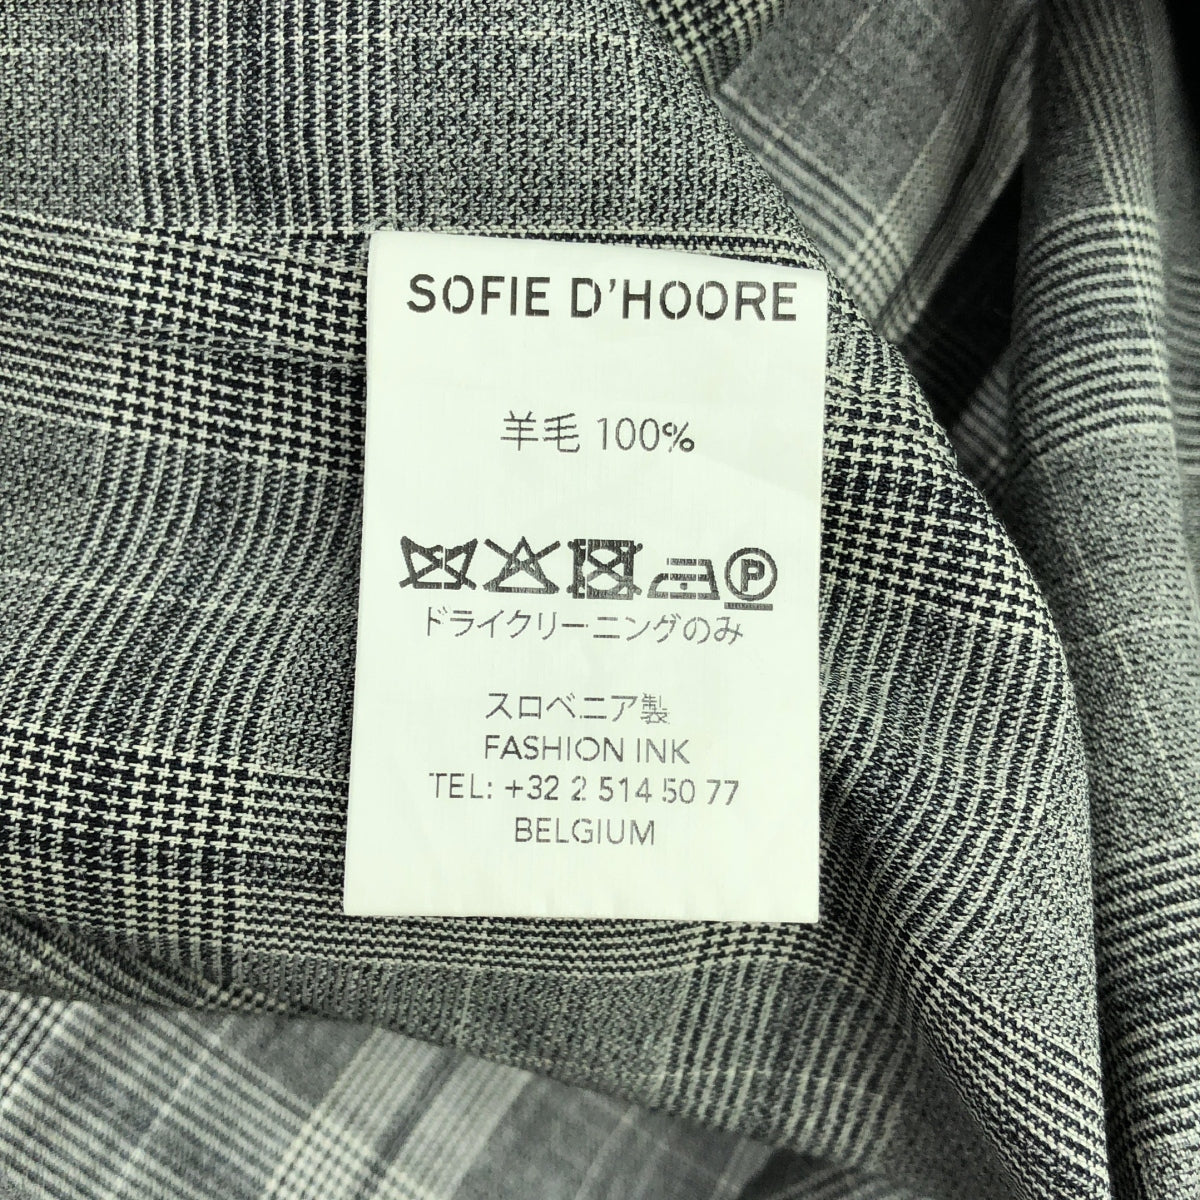 SOFIE D'HOORE
羊毛 100%
P
ドライクリーニングのみ
スロベニア製
FASHION INK
TEL: +32 2 514 50 77
BELGIUM